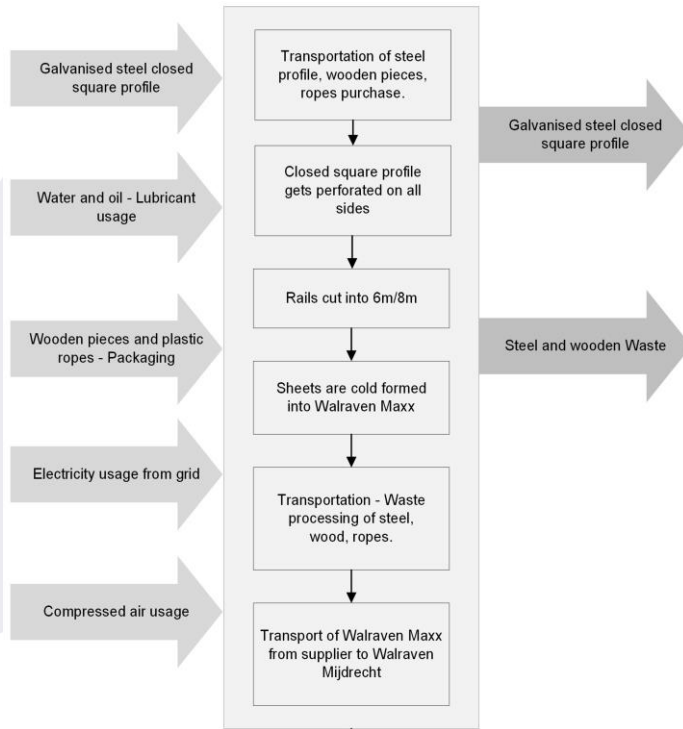 Galvanised steel closed
square profile
Water and oil - Lubricant
usage
Wooden pieces and plastic
ropes - Packaging
Electricity usage from grid
Compressed air usage
Transportation of steel
profile, wooden pieces,
ropes purchase.
Closed square profile
gets perforated on all
sides
Rails cut into 6m/8m
Sheets are cold formed
into Walraven Maxx
Transportation - Waste
processing of steel,
wood, ropes.
Transport of Walraven Maxx
from supplier to Walraven
Mijdrecht
Galvanised steel closed
square profile
Steel and wooden Waste